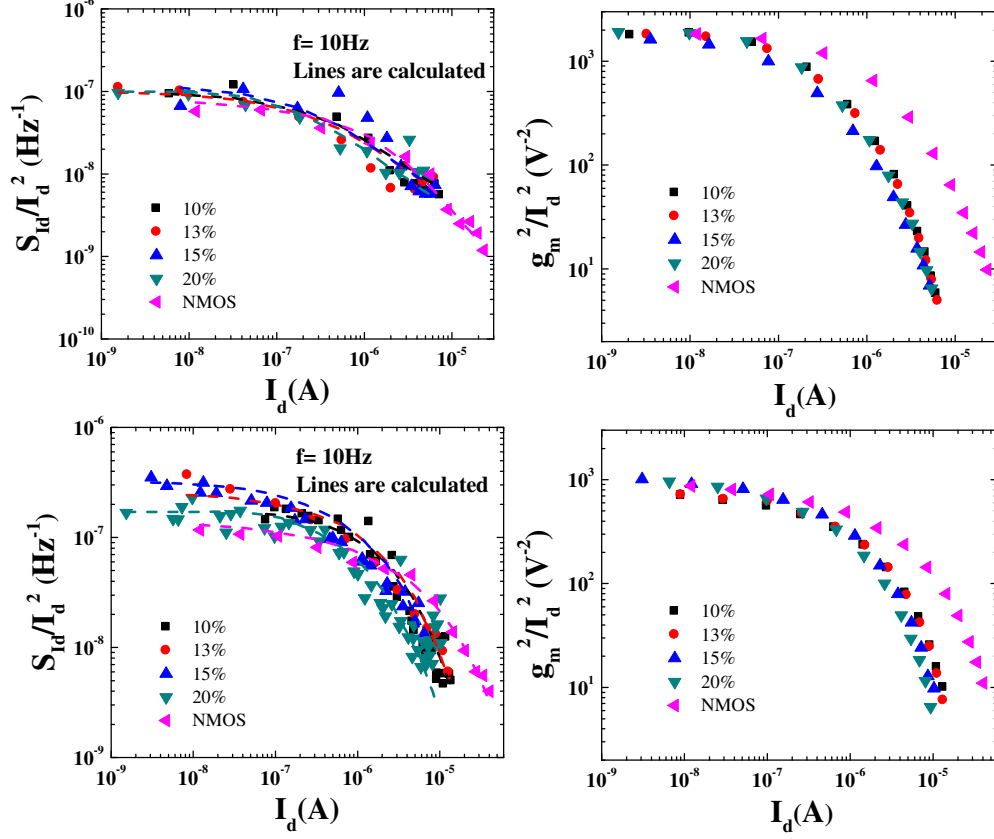 10⁻⁶
10⁻⁷
10⁻⁸
10⁻⁹
10⁻¹⁰
S_Id/I_d² (Hz⁻¹)
f= 10Hz
Lines are calculated
10%
13%
15%
20%
NMOS
10⁻⁹ 10⁻⁸ 10⁻⁷ 10⁻⁶ 10⁻⁵
I_d(A)
10³
10²
10¹
g_m²/I_d² (V⁻²)
10%
13%
15%
20%
NMOS
10⁻⁹ 10⁻⁸ 10⁻⁷ 10⁻⁶ 10⁻⁵
I_d(A)
10⁻⁶
10⁻⁷
10⁻⁸
10⁻⁹
S_Id/I_d² (Hz⁻¹)
f= 10Hz
Lines are calculated
10%
13%
15%
20%
NMOS
10⁻⁹ 10⁻⁸ 10⁻⁷ 10⁻⁶ 10⁻⁵
I_d(A)
10⁴
10³
10²
10¹
g_m²/I_d² (V⁻²)
10%
13%
15%
20%
NMOS
10⁻⁹ 10⁻⁸ 10⁻⁷ 10⁻⁶ 10⁻⁵
I_d(A)